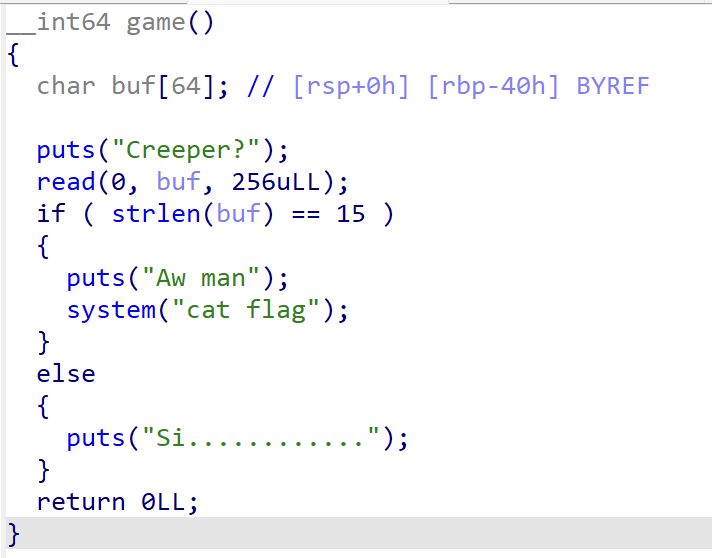 __int64 game()
{
  char buf[64]; // [rsp+0h] [rbp-40h] BYREF

  puts("Creeper?");
  read(0, buf, 256uLL);
  if ( strlen(buf) == 15 )
  {
    puts("Aw man");
    system("cat flag");
  }
  else
  {
    puts("Si............");
  }
  return 0LL;
}